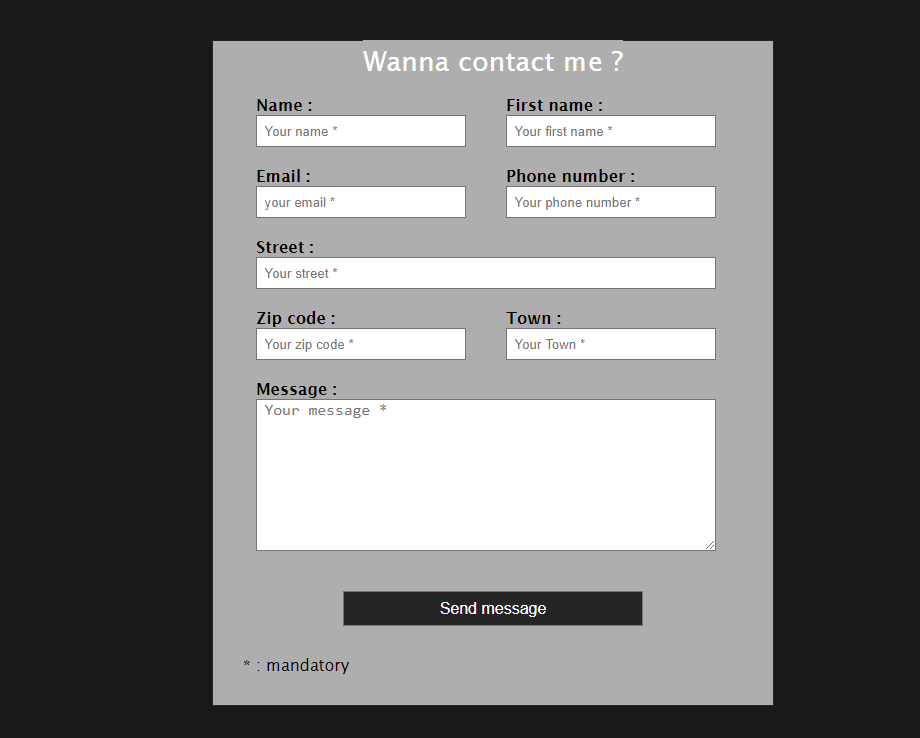 Wanna contact me ?
Name : First name :
Your name * Your first name *
Email : Phone number :
your email * Your phone number *
Street :
Your street *
Zip code : Town :
Your zip code * Your Town *
Message :
Your message *
Send message
* : mandatory